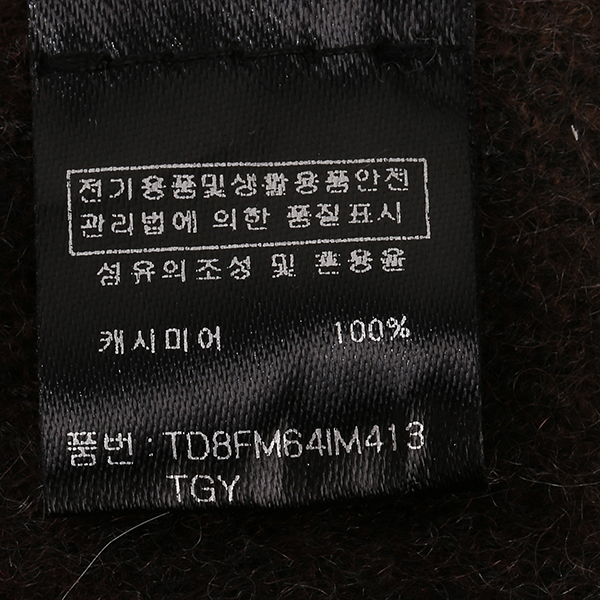 전기용품및생활용품안전
관리법에 의한 품질표시
섬유의조성 및 혼용율
캐시미어 100%
품번 : TD8FM64IM413
TGY